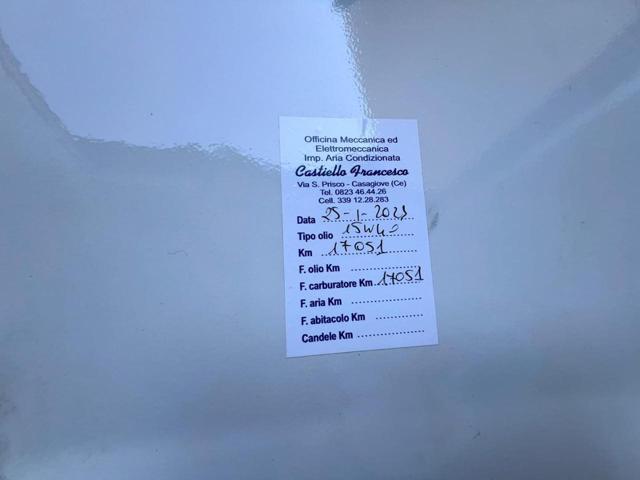 Officina Meccanica ed
Elettromeccanica
Imp. Aria Condizionata
Castiello Francesco
Via S. Prisco - Casagiove (Ce)
Tel. 0823 46.44.26
Cell. 339 12.28.283
Data 25-1-2021
Tipo olio 15W40
Km 17051
F. olio Km
F. carburatore Km 17051
F. aria Km
F. abitacolo Km
Candele Km